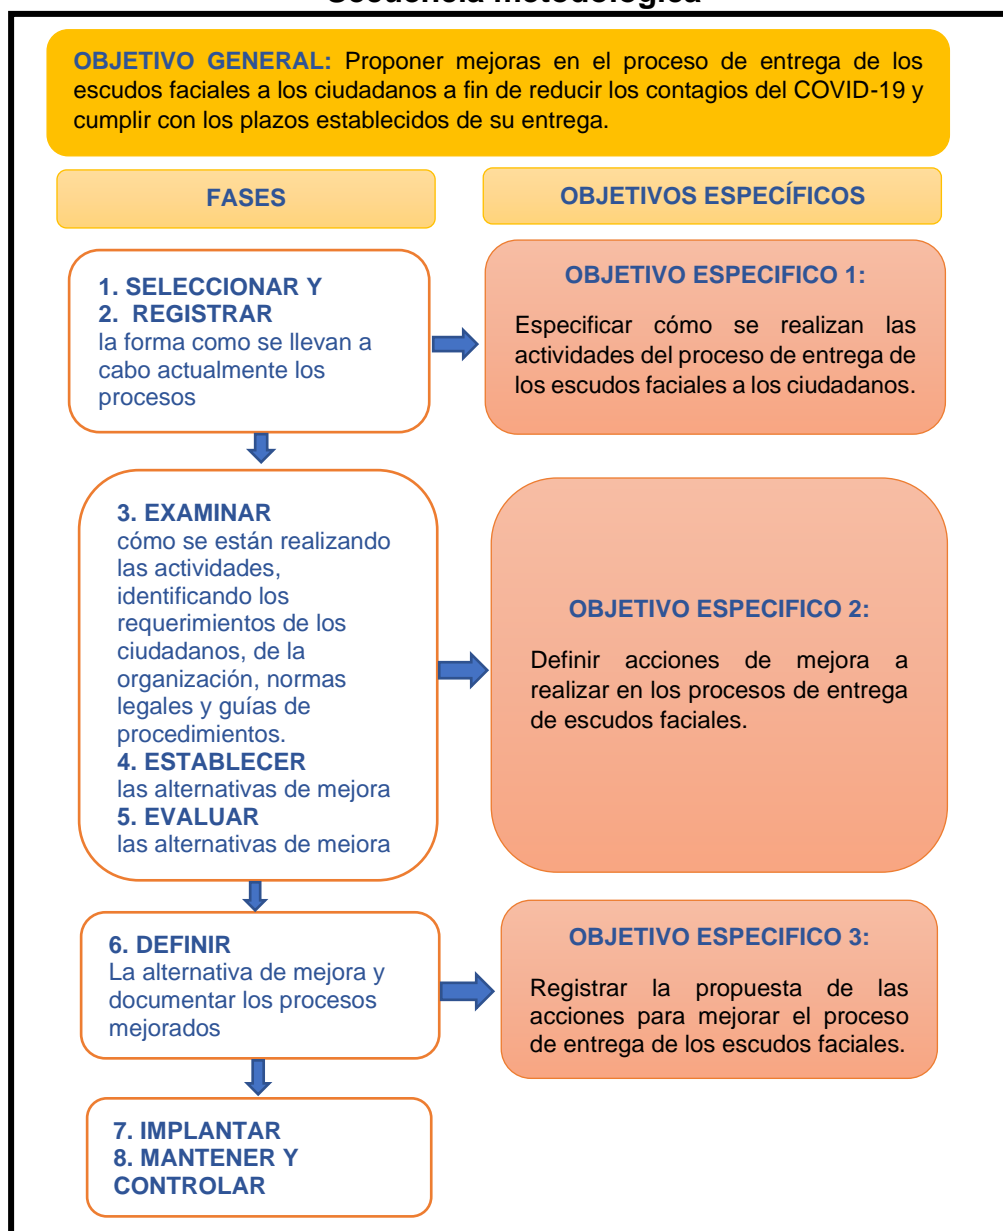 Secuencia metodológica
OBJETIVO GENERAL: Proponer mejoras en el proceso de entrega de los
escudos faciales a los ciudadanos a fin de reducir los contagios del COVID-19 y
cumplir con los plazos establecidos de su entrega.
FASES
OBJETIVOS ESPECÍFICOS
1. SELECCIONAR Y
2. REGISTRAR
la forma como se llevan a
cabo actualmente los
procesos
OBJETIVO ESPECIFICO 1:
Especificar cómo se realizan las
actividades del proceso de entrega de
los escudos faciales a los ciudadanos.
3. EXAMINAR
cómo se están realizando
las actividades,
identificando los
requerimientos de los
ciudadanos, de la
organización, normas
legales y guías de
procedimientos.
4. ESTABLECER
las alternativas de mejora
5. EVALUAR
las alternativas de mejora
OBJETIVO ESPECIFICO 2:
Definir acciones de mejora a
realizar en los procesos de entrega
de escudos faciales.
6. DEFINIR
La alternativa de mejora y
documentar los procesos
mejorados
OBJETIVO ESPECIFICO 3:
Registrar la propuesta de las
acciones para mejorar el proceso
de entrega de los escudos faciales.
7. IMPLANTAR
8. MANTENER Y
CONTROLAR